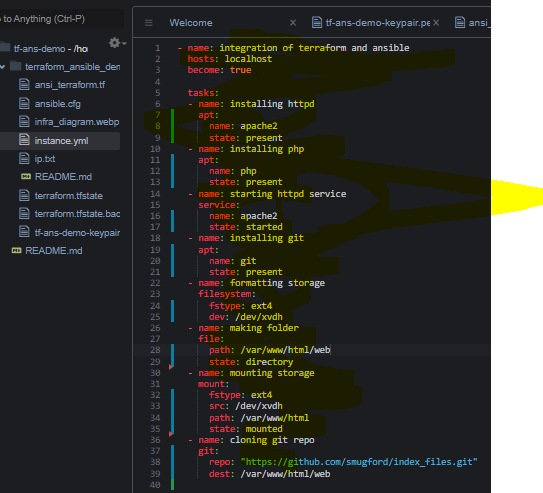 o to Anything (Ctrl-P)
tf-ans-demo - /ho
terraform_ansible_den
ansi_terraform.tf
ansible.cfg
infra_diagram.webp
instance.yml
ip.txt
README.md
terraform.tfstate
terraform.tfstate.bac
tf-ans-demo-keypair
README.md
Welcome
tf-ans-demo-keypair.pe
ansi_
1 - name: integration of terraform and ansible
2 hosts: localhost
3 become: true
4
5 tasks:
6 - name: installing httpd
7 apt:
8 name: apache2
9 state: present
10 - name: installing php
11 apt:
12 name: php
13 state: present
14 - name: starting httpd service
15 service:
16 name: apache2
17 state: started
18 - name: installing git
19 apt:
20 name: git
21 state: present
22 - name: formatting storage
23 filesystem:
24 fstype: ext4
25 dev: /dev/xvdh
26 - name: making folder
27 file:
28 path: /var/www/html/web
29 state: directory
30 - name: mounting storage
31 mount:
32 fstype: ext4
33 src: /dev/xvdh
34 path: /var/www/html
35 state: mounted
36 - name: cloning git repo
37 git:
38 repo: "https://github.com/smugford/index_files.git"
39 dest: /var/www/html/web
40